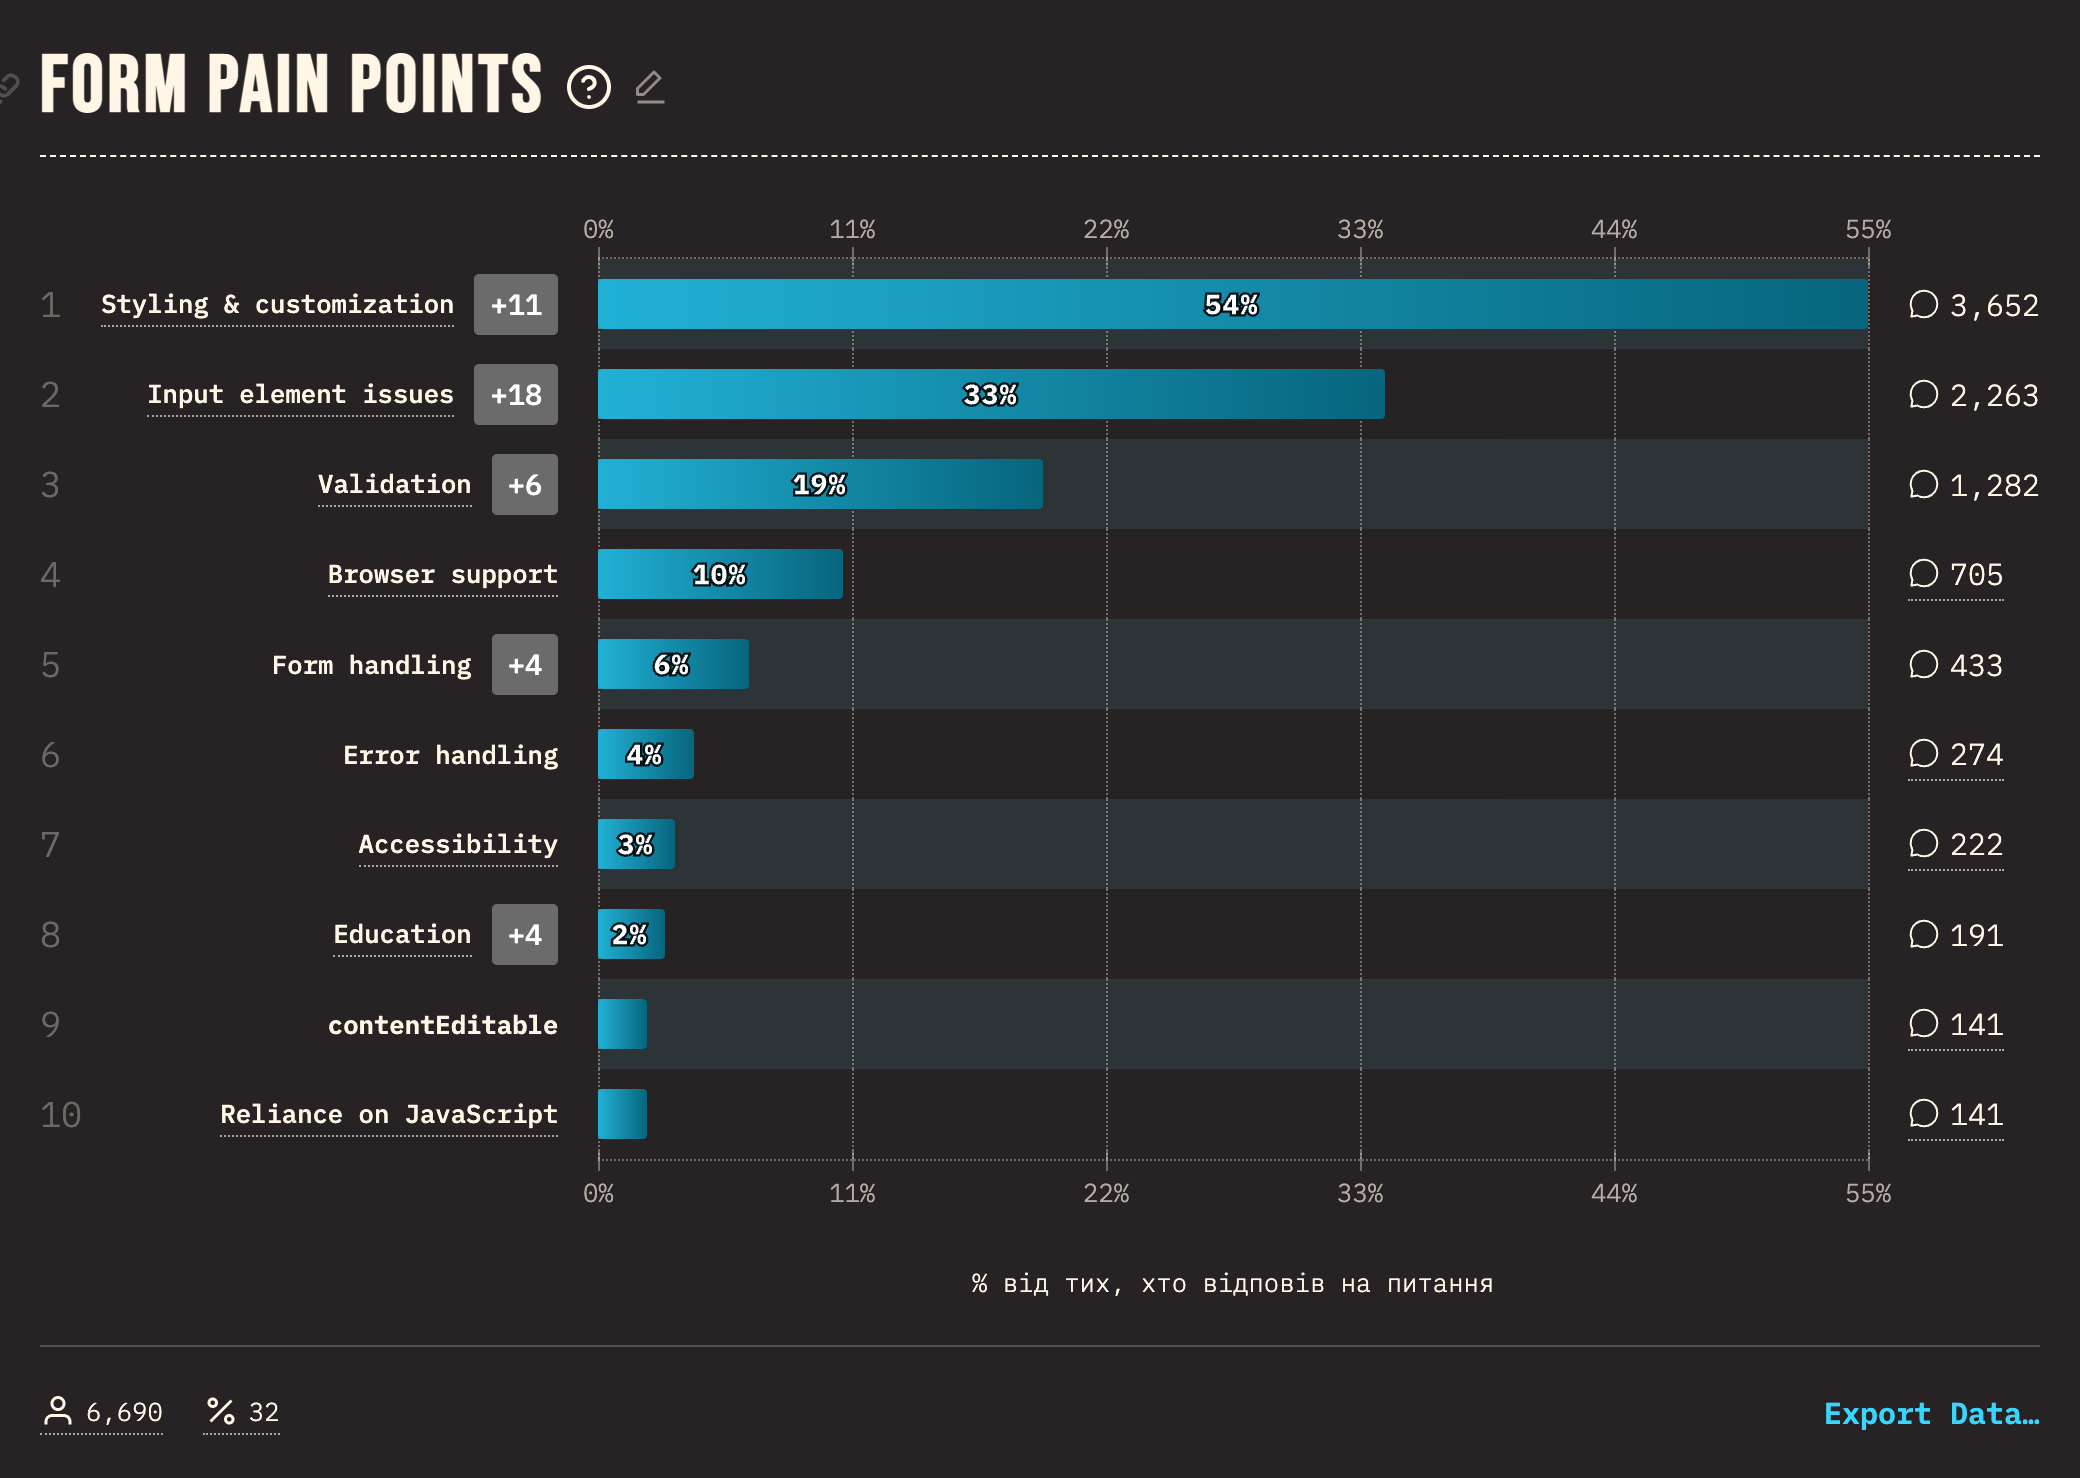 FORM PAIN POINTS
0% 11% 22% 33% 44% 55%
1 Styling & customization +11 54% 3,652
2 Input element issues +18 33% 2,263
3 Validation +6 19% 1,282
4 Browser support 10% 705
5 Form handling +4 6% 433
6 Error handling 4% 274
7 Accessibility 3% 222
8 Education +4 2% 191
9 contentEditable 141
10 Reliance on JavaScript 141
0% 11% 22% 33% 44% 55%
% від тих, хто відповів на питання
6,690 % 32 Export Data…